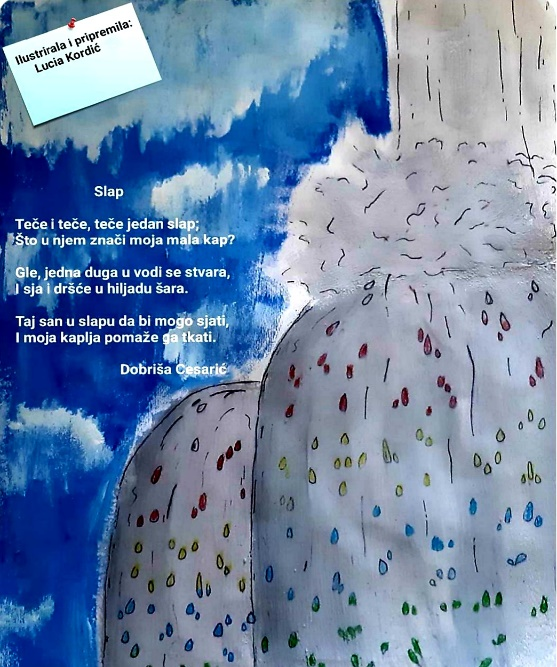 Ilustrirala i pripremila:
Lucia Kordić
Slap
Teče i teče, teče jedan slap;
Što u njem znači moja mala kap?
Gle, jedna duga u vodi se stvara,
I sja i dršće u hiljadu šara.
Taj san u slapu da bi mogo sjati,
I moja kaplja pomaže ga tkati.
Dobriša Cesarić